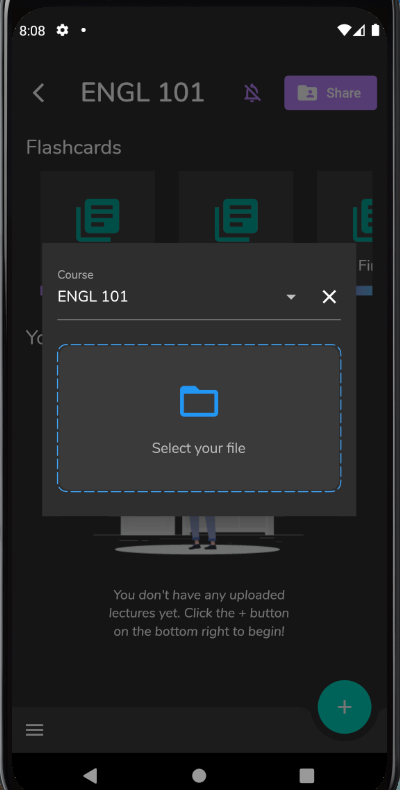 8:08
ENGL 101
Share
Flashcards
Fi
Course
ENGL 101
Yo
Select your file
You don't have any uploaded
lectures yet. Click the + button
on the bottom right to begin!